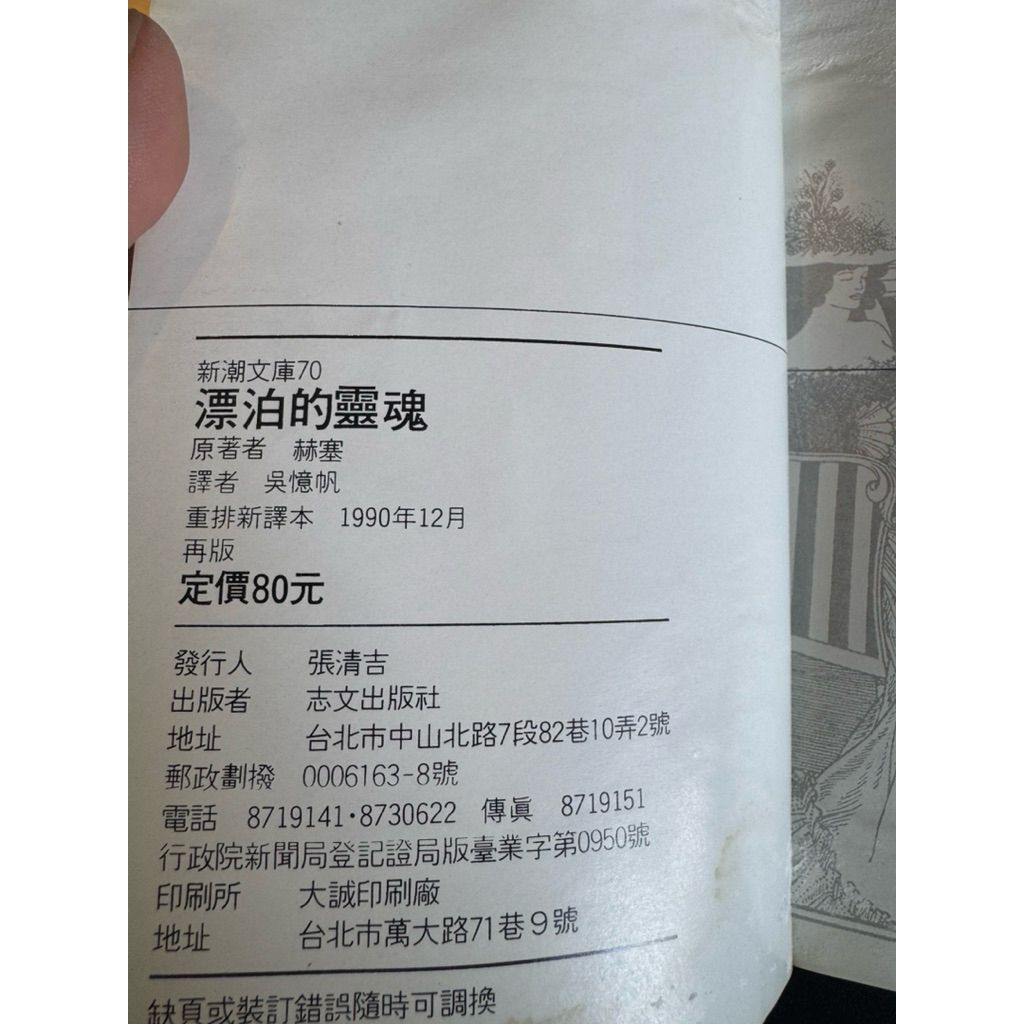 新潮文庫70
漂泊的靈魂
原著者 赫塞
譯者 吳憶帆
重排新譯本 1990年12月
再版
定價80元
發行人 張清吉
出版者 志文出版社
地址 台北市中山北路7段82巷10弄2號
郵政劃撥 0006163-8號
電話 8719141・8730622 傳眞 8719151
行政院新聞局登記證局版臺業字第0950號
印刷所 大誠印刷廠
地址 台北市萬大路71巷9號
缺頁或裝訂錯誤隨時可調換